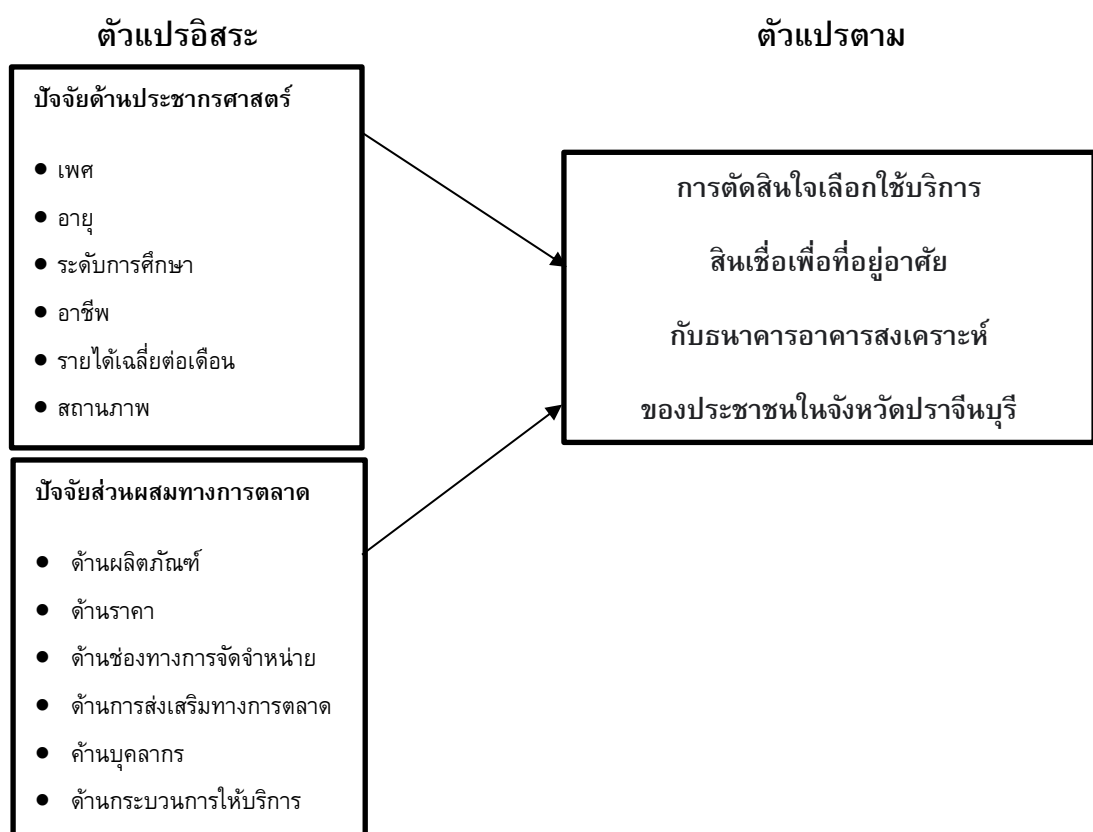 ตัวแปรอิสระ
ตัวแปรตาม
ปัจจัยด้านประชากรศาสตร์
● เพศ
● อายุ
● ระดับการศึกษา
● อาชีพ
● รายได้เฉลี่ยต่อเดือน
● สถานภาพ
ปัจจัยส่วนผสมทางการตลาด
● ด้านผลิตภัณฑ์
● ด้านราคา
● ด้านช่องทางการจัดจำหน่าย
● ด้านการส่งเสริมทางการตลาด
● ค้านบุคลากร
● ด้านกระบวนการให้บริการ
การตัดสินใจเลือกใช้บริการ
สินเชื่อเพื่อที่อยู่อาศัย
กับธนาคารอาคารสงเคราะห์
ของประชาชนในจังหวัดปราจีนบุรี